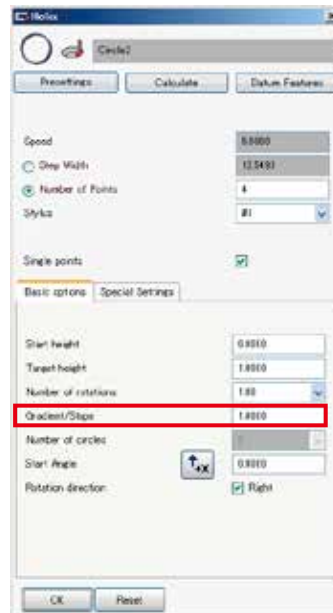 Helix
Circle2
Presettings Calculate Datum Features
Speed 5.0000
Step Width 12.5493
Number of Points 4
Stylus #1
Single points
Basic options Special Settings
Start height 0.0000
Target height 1.0000
Number of rotations 1.00
Gradient/Slope 1.0000
Number of circles
Start Angle 0.0000
+X
Rotation direction Right
OK Reset